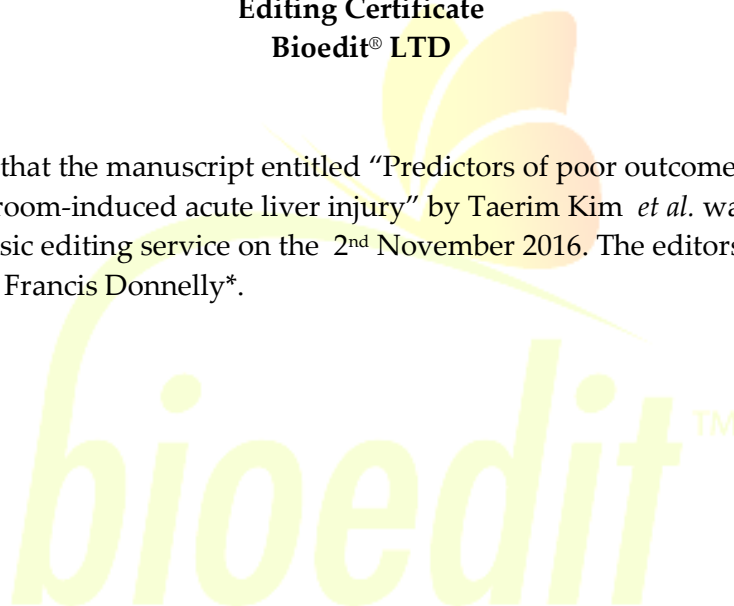 Editing Certificate
Bioedit® LTD
that the manuscript entitled “Predictors of poor outcome
room-induced acute liver injury” by Taerim Kim et al. wa
sic editing service on the 2nd November 2016. The editors
Francis Donnelly*.
bioedit™